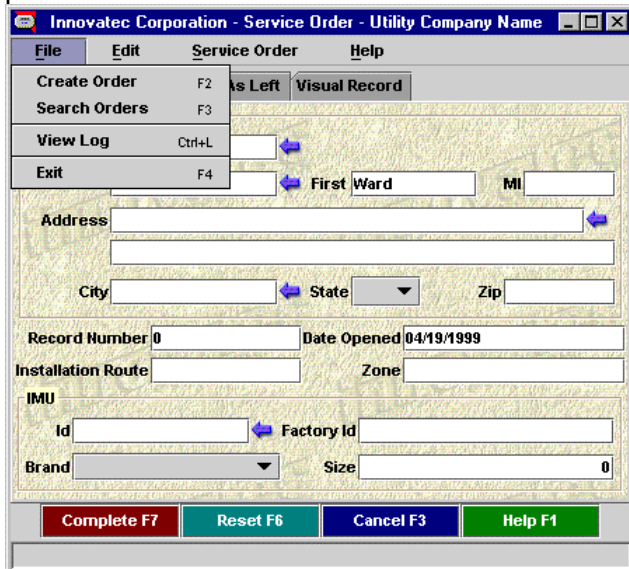 Innovatec Corporation - Service Order - Utility Company Name
File Edit Service Order Help
Create Order F2
Search Orders F3
View Log Ctrl+L
Exit F4
As Left Visual Record
First Ward MI
Address
City State Zip
Record Number 0 Date Opened 04/19/1999
Installation Route Zone
IMU
Id Factory Id
Brand Size 0
Complete F7 Reset F6 Cancel F3 Help F1